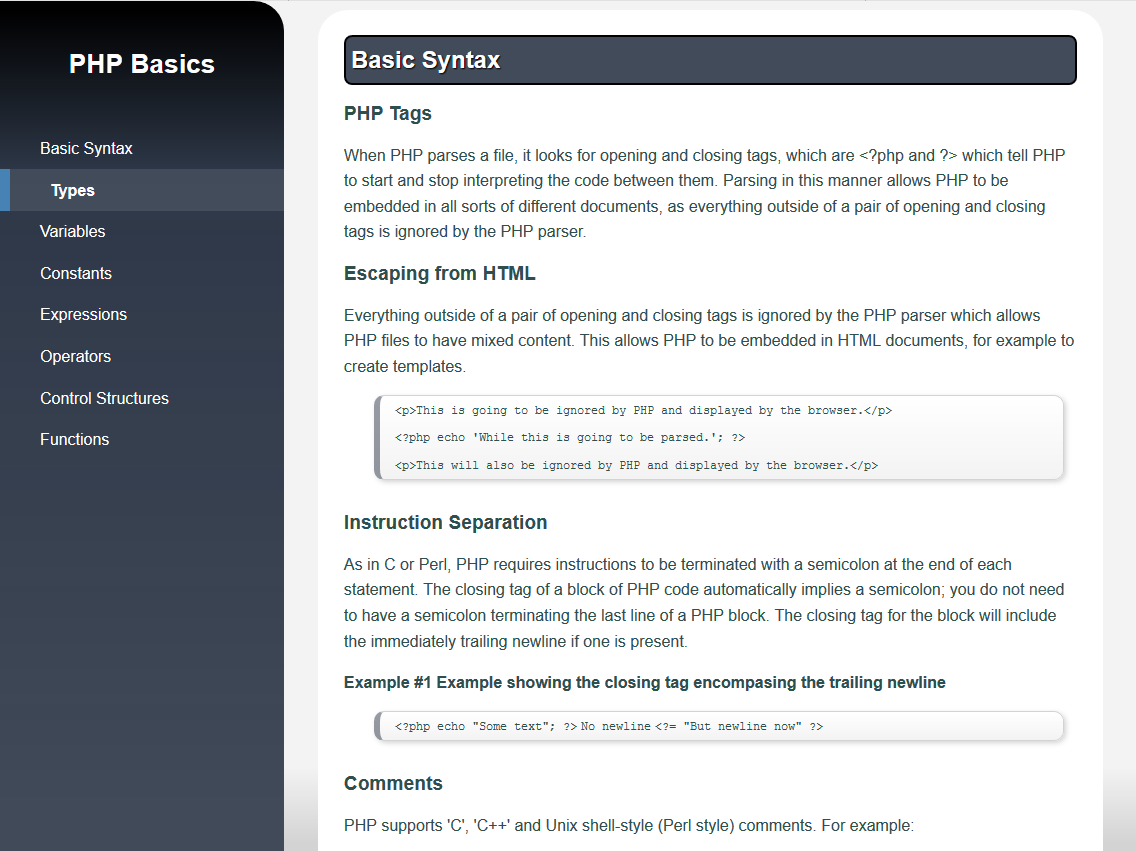 PHP Basics
Basic Syntax
Types
Variables
Constants
Expressions
Operators
Control Structures
Functions
Basic Syntax
PHP Tags
When PHP parses a file, it looks for opening and closing tags, which are <?php and ?> which tell PHP
to start and stop interpreting the code between them. Parsing in this manner allows PHP to be
embedded in all sorts of different documents, as everything outside of a pair of opening and closing
tags is ignored by the PHP parser.
Escaping from HTML
Everything outside of a pair of opening and closing tags is ignored by the PHP parser which allows
PHP files to have mixed content. This allows PHP to be embedded in HTML documents, for example to
create templates.
<p>This is going to be ignored by PHP and displayed by the browser.</p>
<?php echo 'While this is going to be parsed.'; ?>
<p>This will also be ignored by PHP and displayed by the browser.</p>
Instruction Separation
As in C or Perl, PHP requires instructions to be terminated with a semicolon at the end of each
statement. The closing tag of a block of PHP code automatically implies a semicolon; you do not need
to have a semicolon terminating the last line of a PHP block. The closing tag for the block will include
the immediately trailing newline if one is present.
Example #1 Example showing the closing tag encompasing the trailing newline
<?php echo "Some text"; ?> No newline <?= "But newline now" ?>
Comments
PHP supports 'C', 'C++' and Unix shell-style (Perl style) comments. For example: